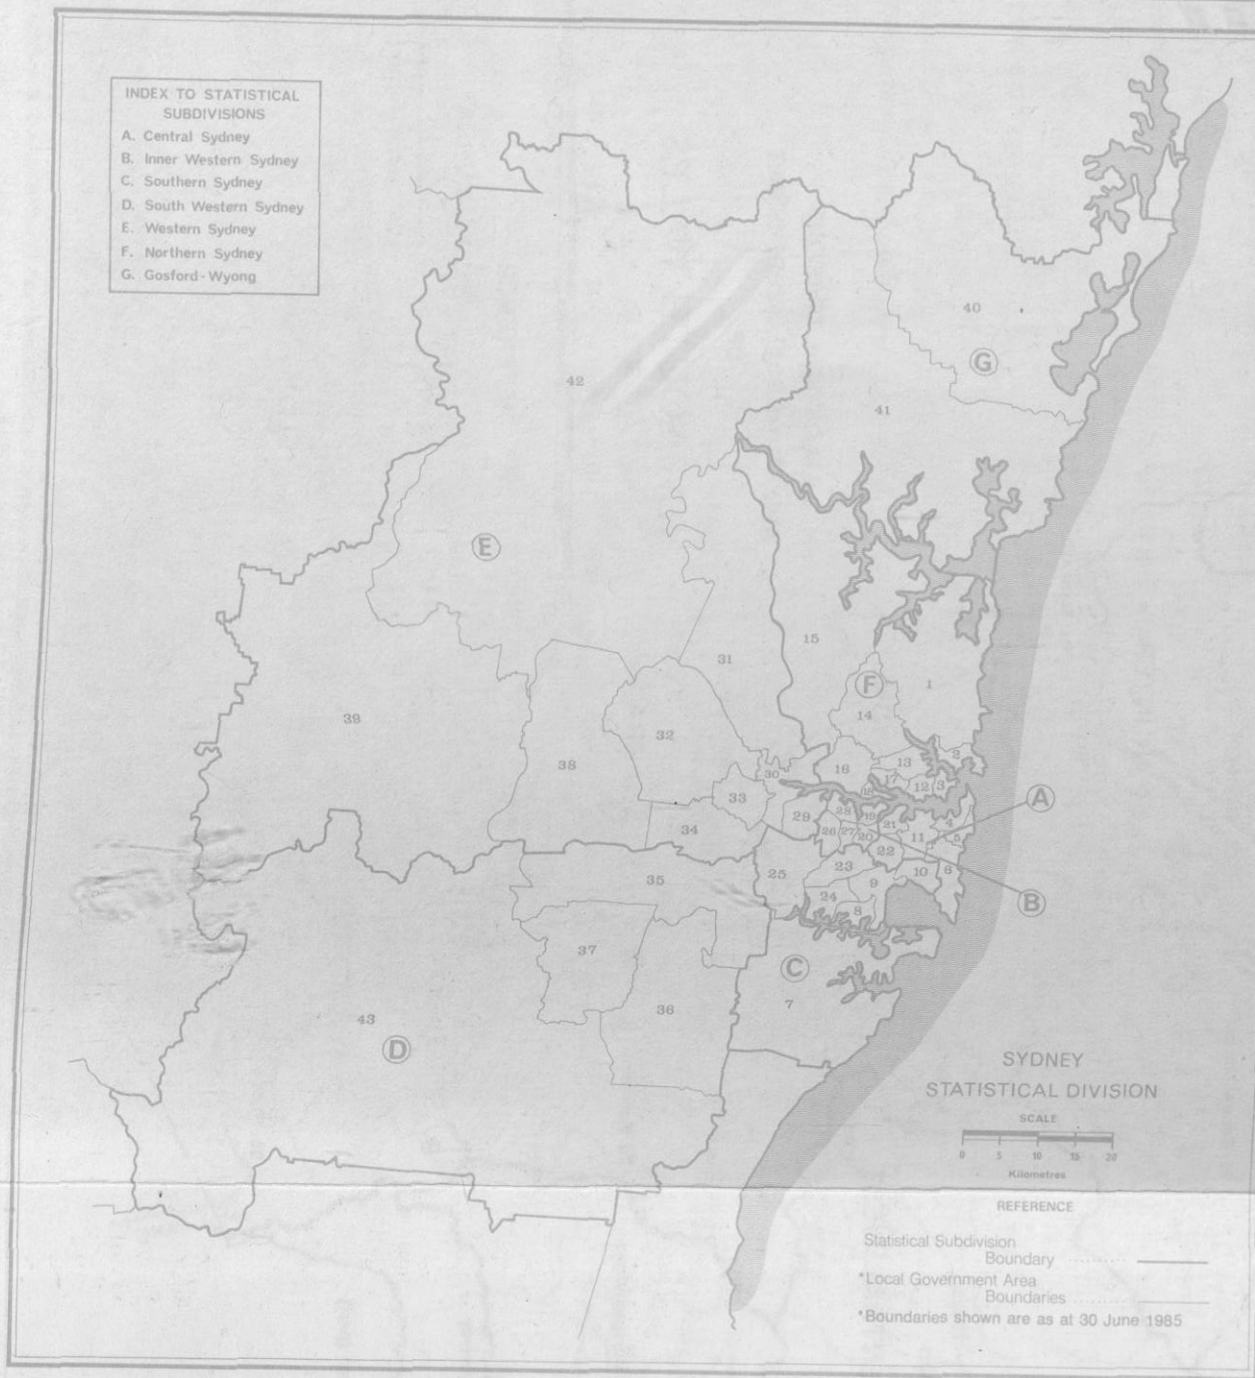 INDEX TO STATISTICAL
SUBDIVISIONS
A. Central Sydney
B. Inner Western Sydney
C. Southern Sydney
D. South Western Sydney
E. Western Sydney
F. Northern Sydney
G. Gosford-Wyong
40
G
42
41
E
15
31
1
F
14
39
32
38
2
13
16
30
17
12
3
18
33
A
29
28
19
4
21
34
26
27
20
11
5
22
25
23
10
6
35
9
B
24
8
37
C
7
36
43
D
SYDNEY
STATISTICAL DIVISION
SCALE
0 5 10 15 20
Kilometres
REFERENCE
Statistical Subdivision
Boundary ..........
*Local Government Area
Boundaries ..........
*Boundaries shown are as at 30 June 1985